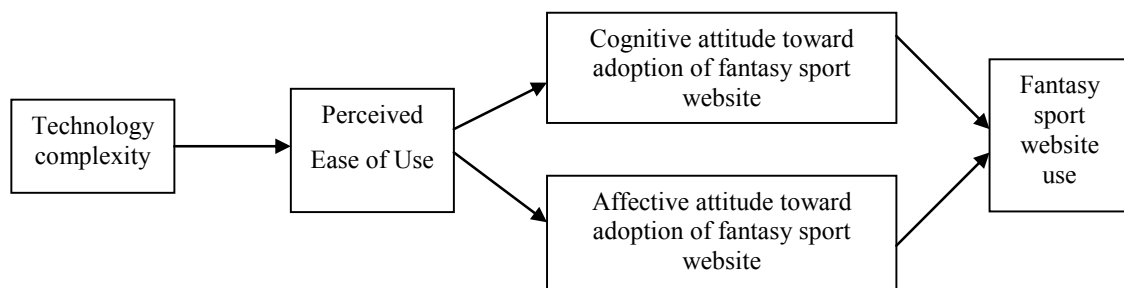 Technology
complexity
Perceived
Ease of Use
Cognitive attitude toward
adoption of fantasy sport
website
Affective attitude toward
adoption of fantasy sport
website
Fantasy
sport
website
use